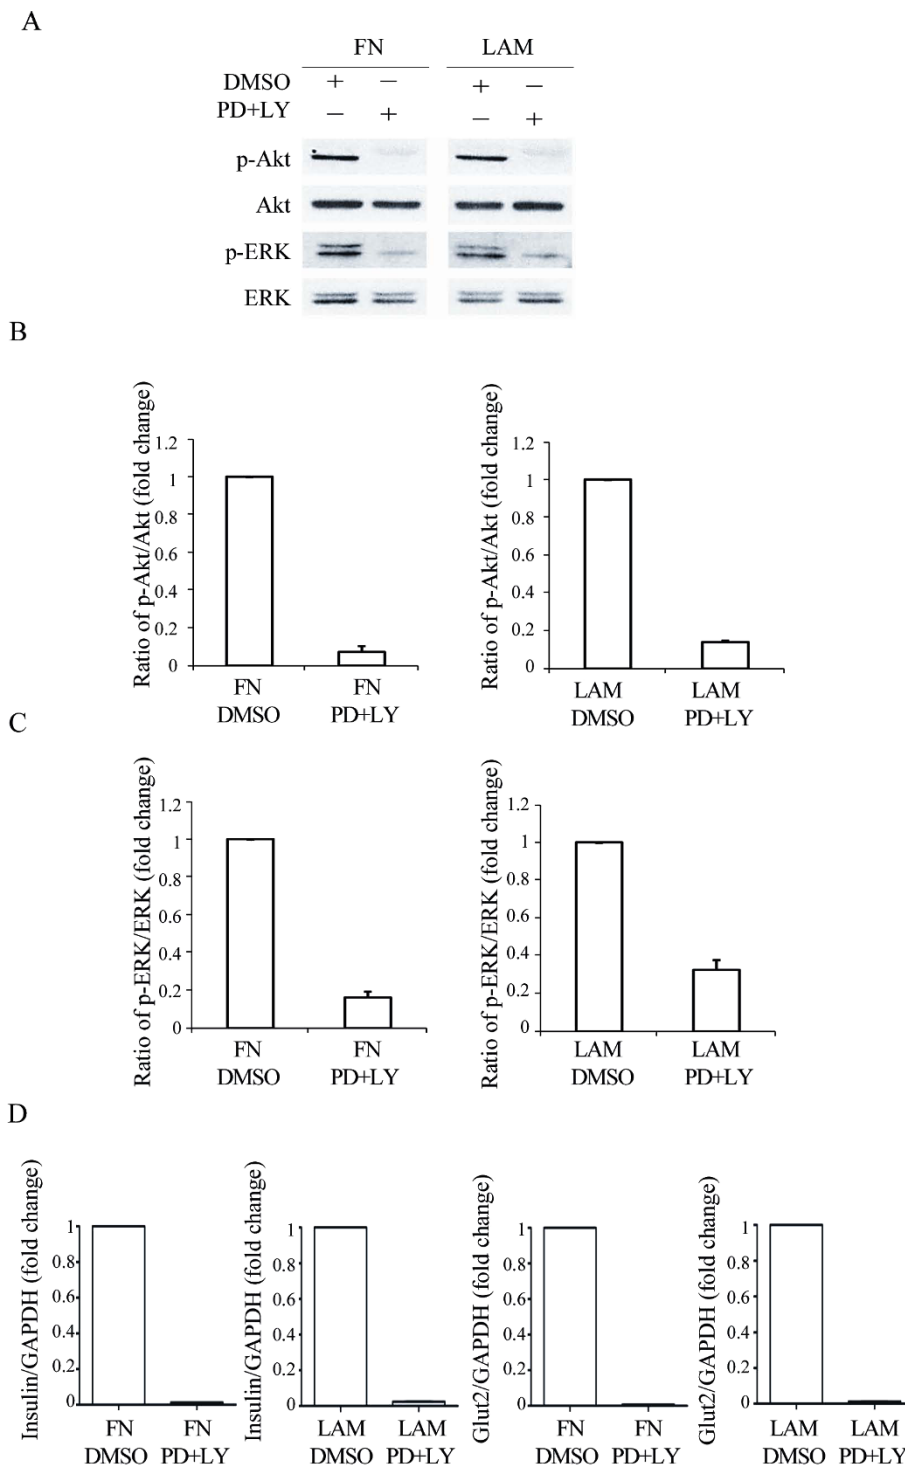 A
FN LAM
DMSO + − + −
PD+LY − + − +
p-Akt
Akt
p-ERK
ERK
B
Ratio of p-Akt/Akt (fold change)
1.2
1
0.8
0.6
0.4
0.2
0
FN FN
DMSO PD+LY
Ratio of p-Akt/Akt (fold change)
1.2
1
0.8
0.6
0.4
0.2
0
LAM LAM
DMSO PD+LY
C
Ratio of p-ERK/ERK (fold change)
1.2
1
0.8
0.6
0.4
0.2
0
FN FN
DMSO PD+LY
Ratio of p-ERK/ERK (fold change)
1.2
1
0.8
0.6
0.4
0.2
0
LAM LAM
DMSO PD+LY
D
Insulin/GAPDH (fold change)
1
0.8
0.6
0.4
0.2
0
FN FN
DMSO PD+LY
Insulin/GAPDH (fold change)
1
0.8
0.6
0.4
0.2
0
LAM LAM
DMSO PD+LY
Glut2/GAPDH (fold change)
1
0.8
0.6
0.4
0.2
0
FN FN
DMSO PD+LY
Glut2/GAPDH (fold change)
1
0.8
0.6
0.4
0.2
0
LAM LAM
DMSO PD+LY